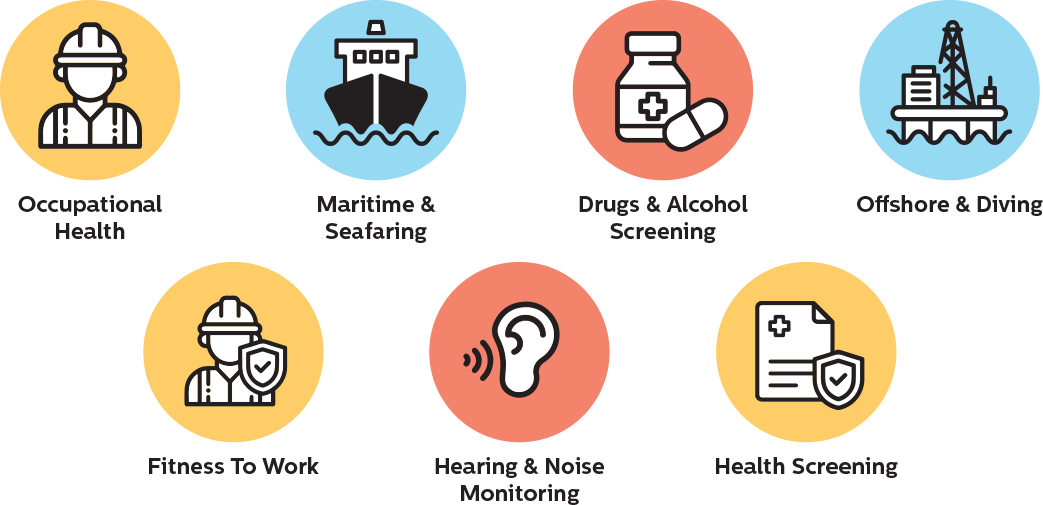 Occupational
Health
Maritime &
Seafaring
Drugs & Alcohol
Screening
Offshore & Diving
Fitness To Work
Hearing & Noise
Monitoring
Health Screening